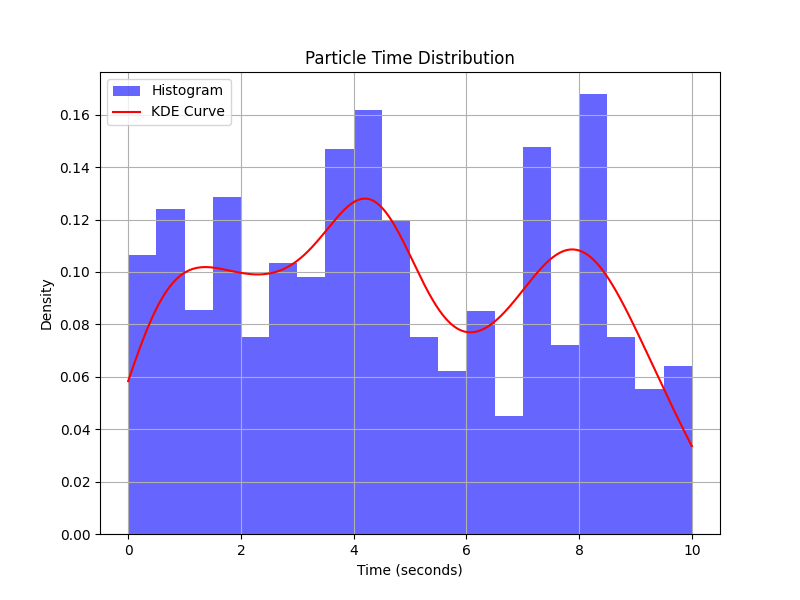 Particle Time Distribution
Histogram
KDE Curve
0.16
0.14
0.12
0.10
0.08
0.06
0.04
0.02
0.00
Density
0 2 4 6 8 10
Time (seconds)